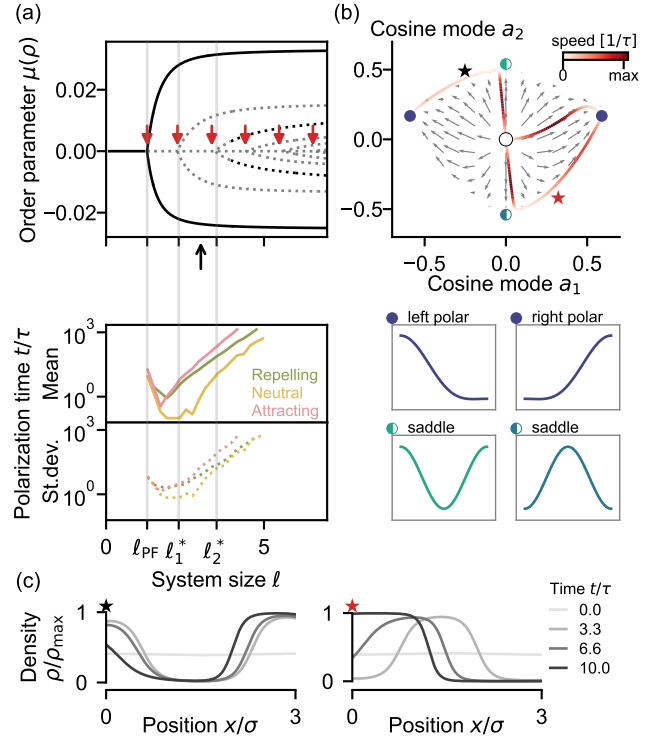 (a)
Order parameter μ(ρ)
0.02
0.00
−0.02
Polarization time t/τ
Mean
St.dev.
10³
10⁰
10³
10⁰
Repelling
Neutral
Attracting
0
ℓPF
ℓ₁*
ℓ₂*
5
System size ℓ
(b)
Cosine mode a₂
speed [1/τ]
0
max
0.5
0.0
−0.5
−0.5
0.0
0.5
Cosine mode a₁
left polar
right polar
saddle
saddle
(c)
Density
ρ/ρmax
1
0
0
3
Position x/σ
1
0
0
3
Position x/σ
Time t/τ
0.0
3.3
6.6
10.0